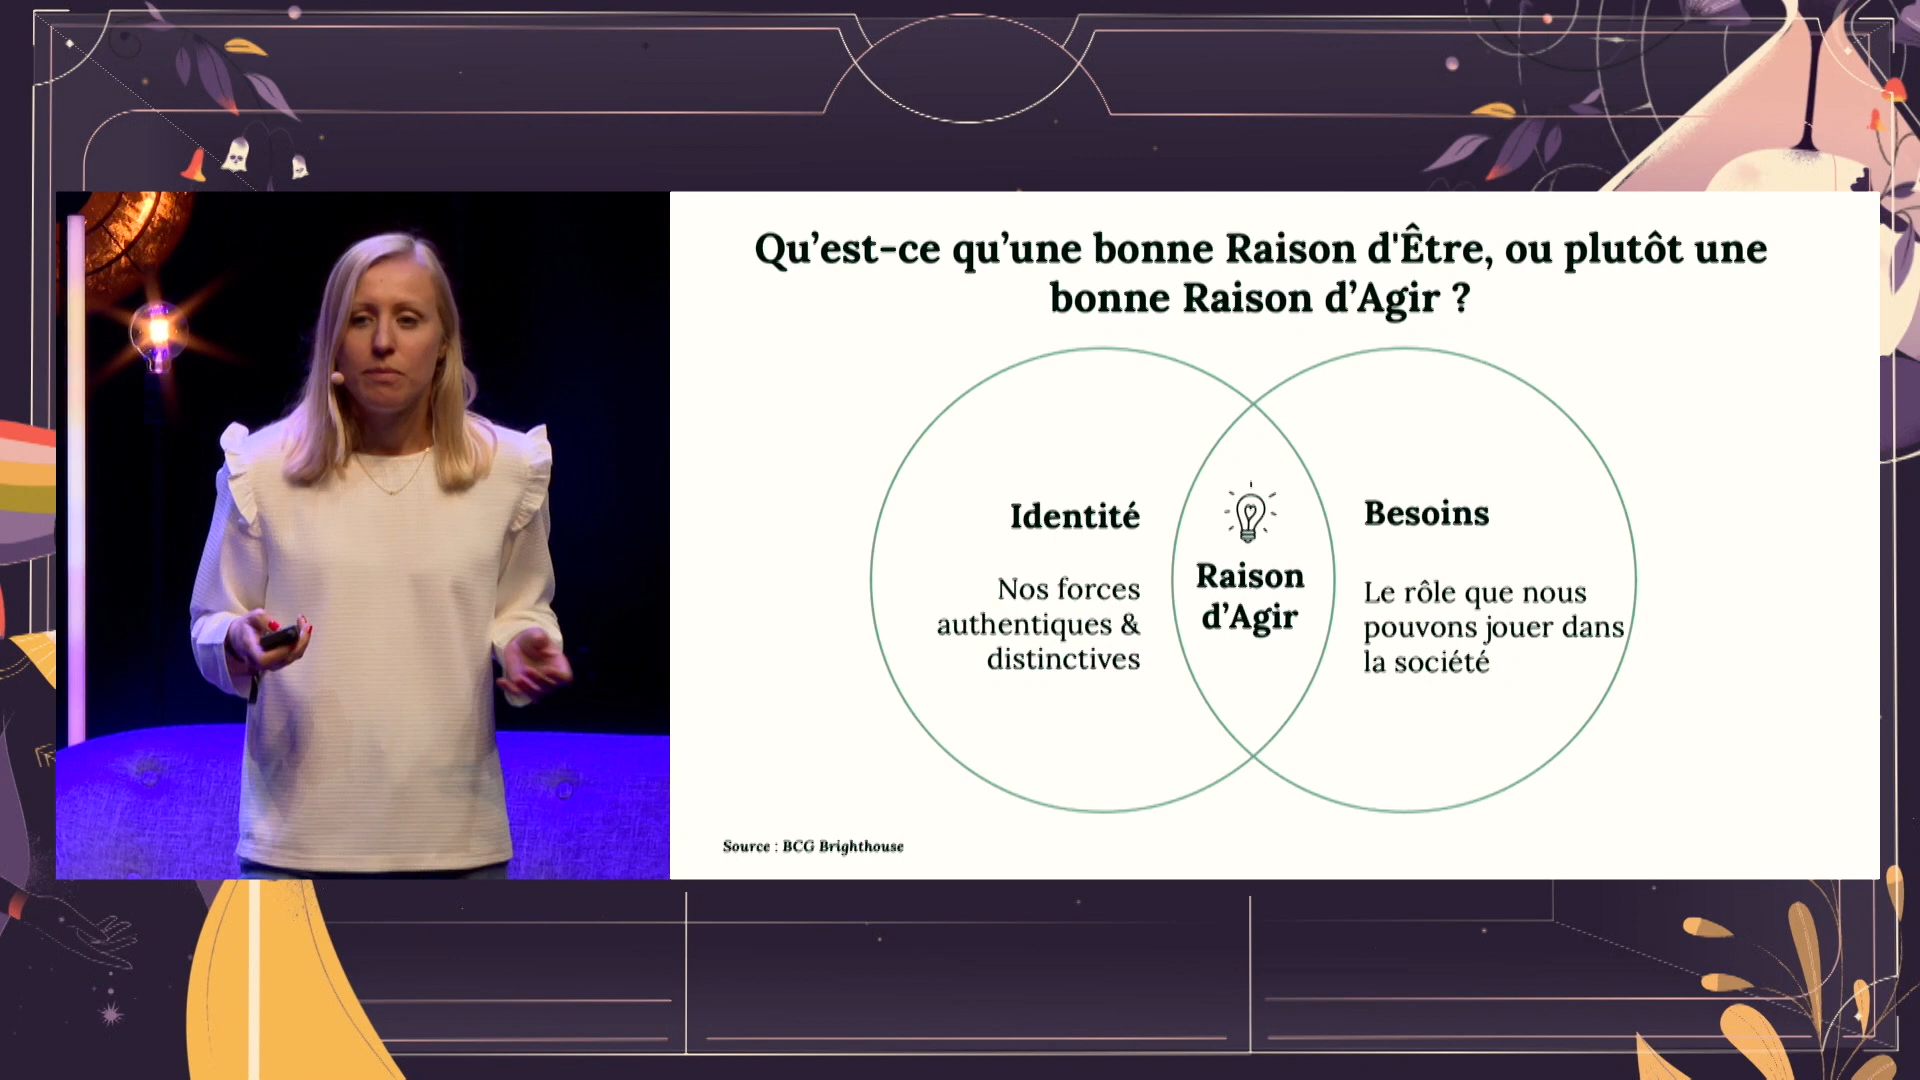 Qu’est-ce qu’une bonne Raison d'Être, ou plutôt une
bonne Raison d’Agir ?
Identité
Nos forces
authentiques &
distinctives
Raison
d’Agir
Besoins
Le rôle que nous
pouvons jouer dans
la société
Source : BCG Brighthouse